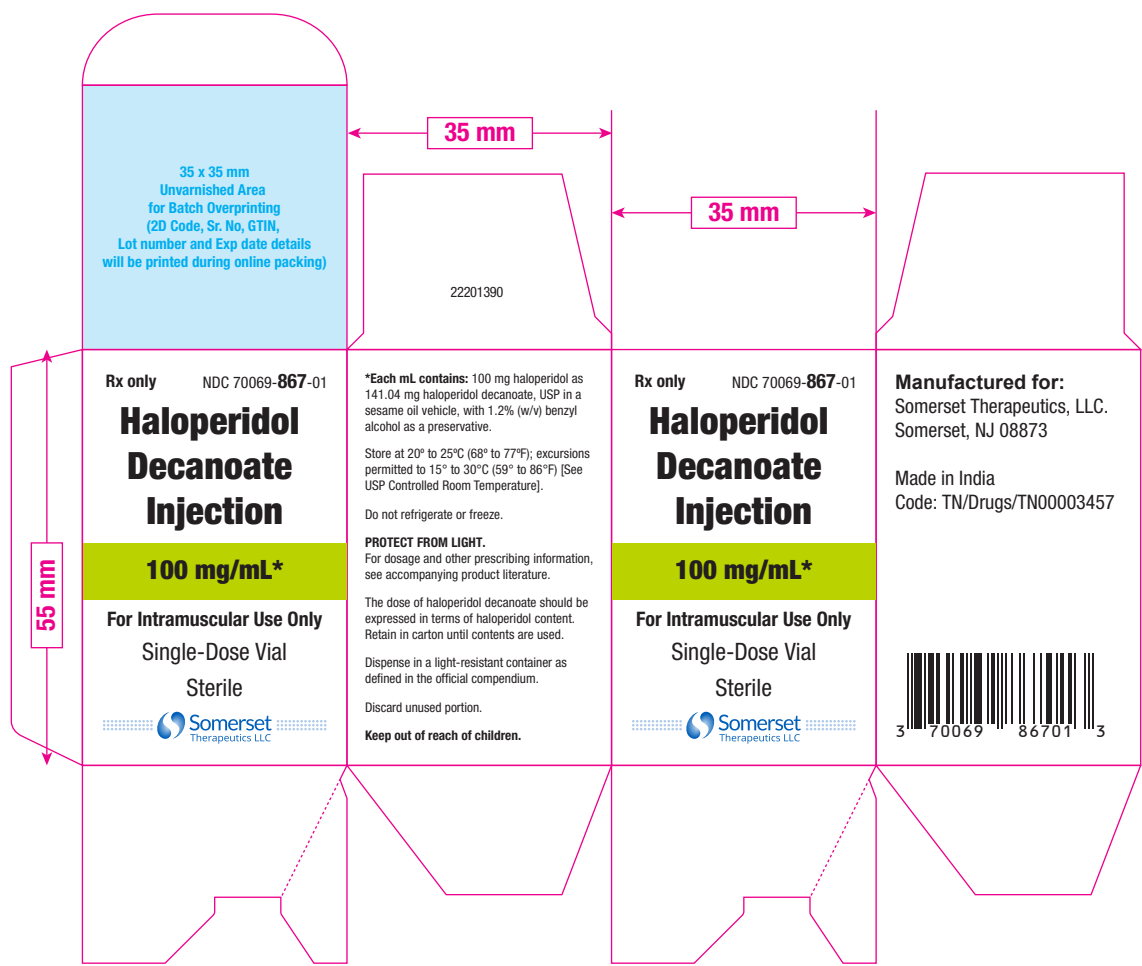 35 x 35 mm
Unvarnished Area
for Batch Overprinting
(2D Code, Sr. No, GTIN,
Lot number and Exp date details
will be printed during online packing)
35 mm
35 mm
22201390
55 mm
Rx only NDC 70069-867-01
Haloperidol
Decanoate
Injection
100 mg/mL*
For Intramuscular Use Only
Single-Dose Vial
Sterile
Somerset
Therapeutics LLC
*Each mL contains: 100 mg haloperidol as
141.04 mg haloperidol decanoate, USP in a
sesame oil vehicle, with 1.2% (w/v) benzyl
alcohol as a preservative.
Store at 20º to 25ºC (68º to 77ºF); excursions
permitted to 15° to 30°C (59° to 86°F) [See
USP Controlled Room Temperature].
Do not refrigerate or freeze.
PROTECT FROM LIGHT.
For dosage and other prescribing information,
see accompanying product literature.
The dose of haloperidol decanoate should be
expressed in terms of haloperidol content.
Retain in carton until contents are used.
Dispense in a light-resistant container as
defined in the official compendium.
Discard unused portion.
Keep out of reach of children.
Rx only NDC 70069-867-01
Haloperidol
Decanoate
Injection
100 mg/mL*
For Intramuscular Use Only
Single-Dose Vial
Sterile
Somerset
Therapeutics LLC
Manufactured for:
Somerset Therapeutics, LLC.
Somerset, NJ 08873
Made in India
Code: TN/Drugs/TN00003457
3 70069 86701 3